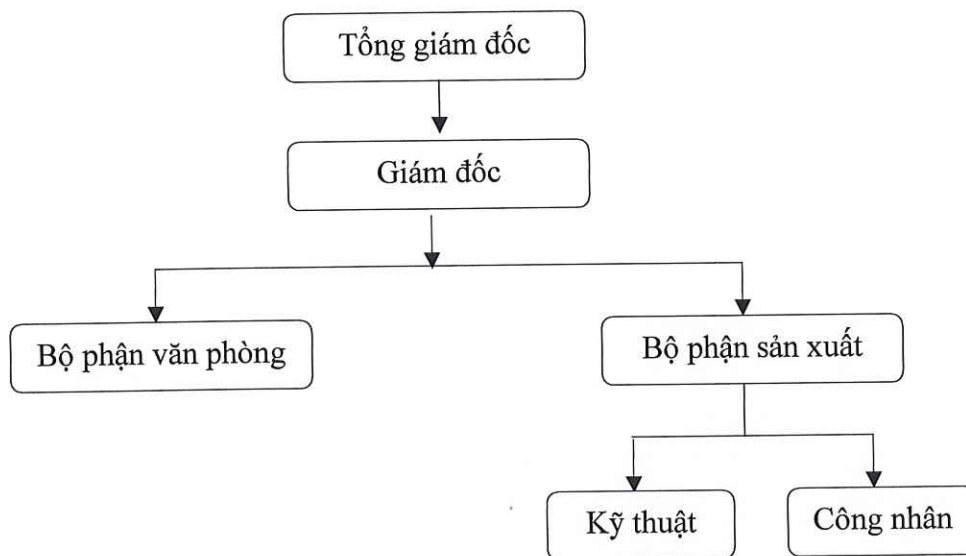 Tổng giám đốc
Giám đốc
Bộ phận văn phòng
Bộ phận sản xuất
Kỹ thuật
Công nhân